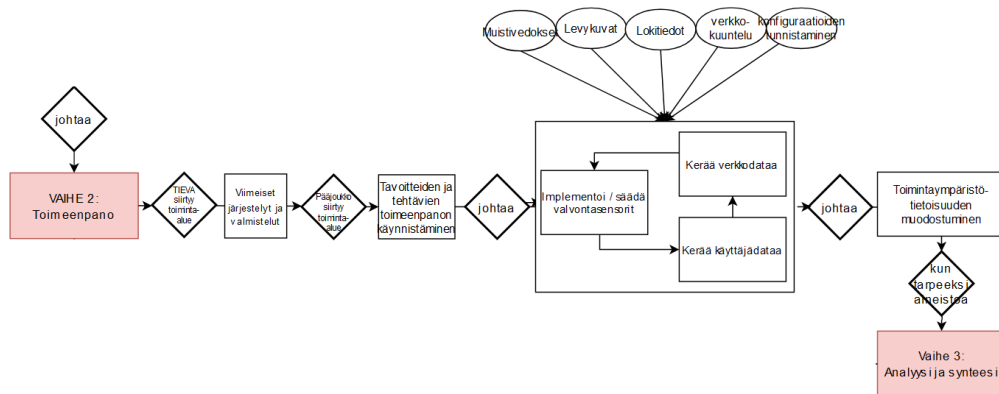 Muistivedokset
Levykuvat
Lokitiedot
verkko-
kuuntelu
konfiguraatioiden
tunnistaminen
johtaa
VAIHE 2:
Toimeenpano
TIEVA
siirtyy
toiminta-
alue
Viimeiset
järjestelyt ja
valmistelut
Pääjoukko
siirtyy
toiminta-
alue
Tavoitteiden ja
tehtävien
toimeenpanon
käynnistäminen
johtaa
Implementoi / säädä
valvontasensorit
Kerää verkkodataa
Kerää käyttäjädataa
johtaa
Toimintaympäristö-
tietoisuuden
muodostuminen
kun
tarpeeksi
aineistoa
Vaihe 3:
Analyysi ja synteesi